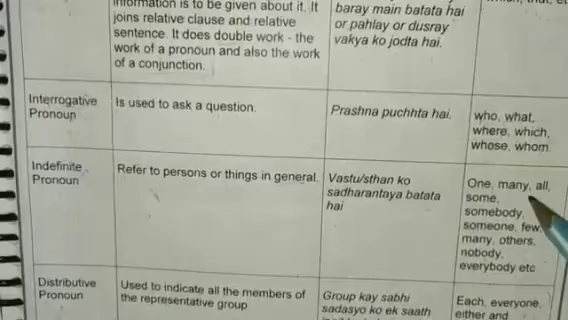 information is to be given about it. It
joins relative clause and relative
sentence. It does double work - the
work of a pronoun and also the work
of a conjunction.
baray main batata hai
or pahlay or dusray
vakya ko jodta hai.
Interrogative
Pronoun
Is used to ask a question.
Prashna puchhta hai.
who, what,
where, which,
whose, whom.
Indefinite
Pronoun
Refer to persons or things in general.
Vastu/sthan ko
sadharantaya batata
hai
One, many, all,
some,
somebody,
someone, few,
many, others,
nobody,
everybody etc
Distributive
Pronoun
Used to indicate all the members of
the representative group
Group kay sabhi
sadasyo ko ek saath
Each, everyone,
either and